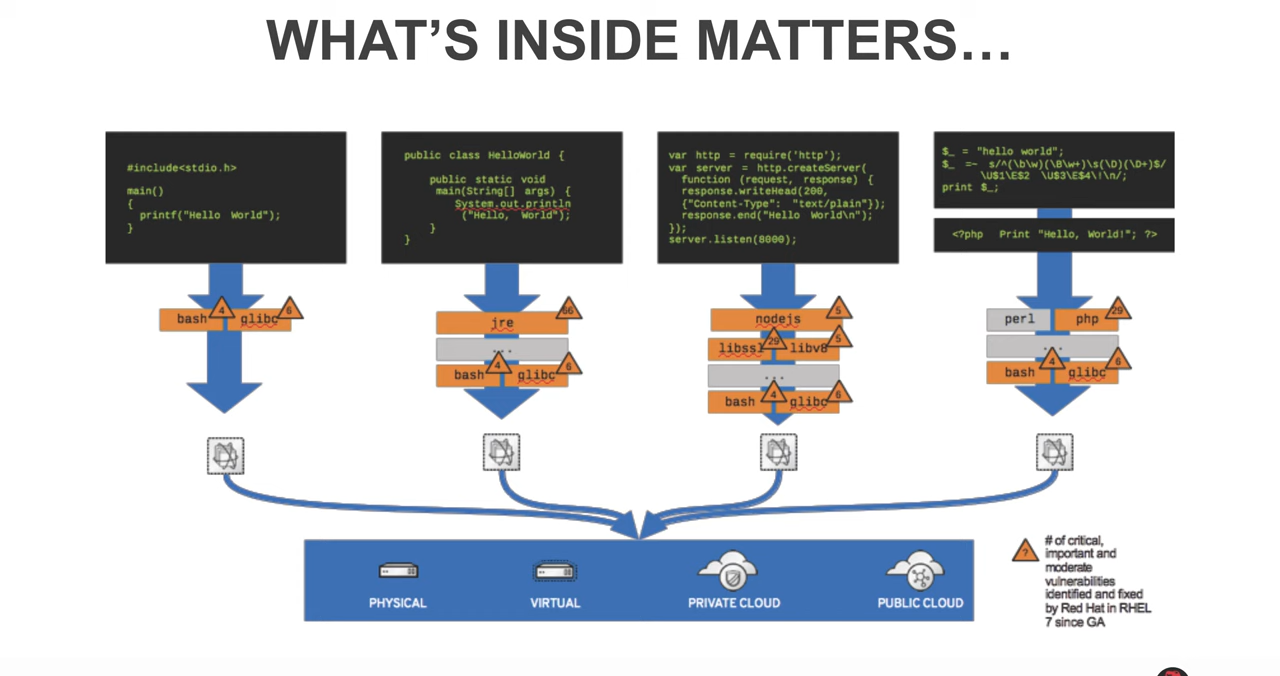 WHAT'S INSIDE MATTERS…
#include<stdio.h>
main()
{
printf("Hello World");
}
public class HelloWorld {
public static void
main(String[] args) {
System.out.println
("Hello, World");
}
}
var http = require('http');
var server = http.createServer(
function (request, response) {
response.writeHead(200,
{"Content-Type": "text/plain"});
response.end("Hello World\n");
});
server.listen(8000);
$_ = "hello world";
$_ =~ s/^(\b\w)(\B\w+)\s(\D)(\D+)$/
\U$1\E$2 \U$3\E$4\!\n/;
print $_;
<?php Print "Hello, World!"; ?>
bash 4 glibc 6
jre 66
...
bash 4 glibc 6
nodejs 5
libssl 29 libv8 5
...
bash 4 glibc 6
perl php 29
...
bash 4 glibc 6
PHYSICAL
VIRTUAL
PRIVATE CLOUD
PUBLIC CLOUD
?
# of critical,
important and
moderate
vulnerabilities
identified and fixed
by Red Hat in RHEL
7 since GA